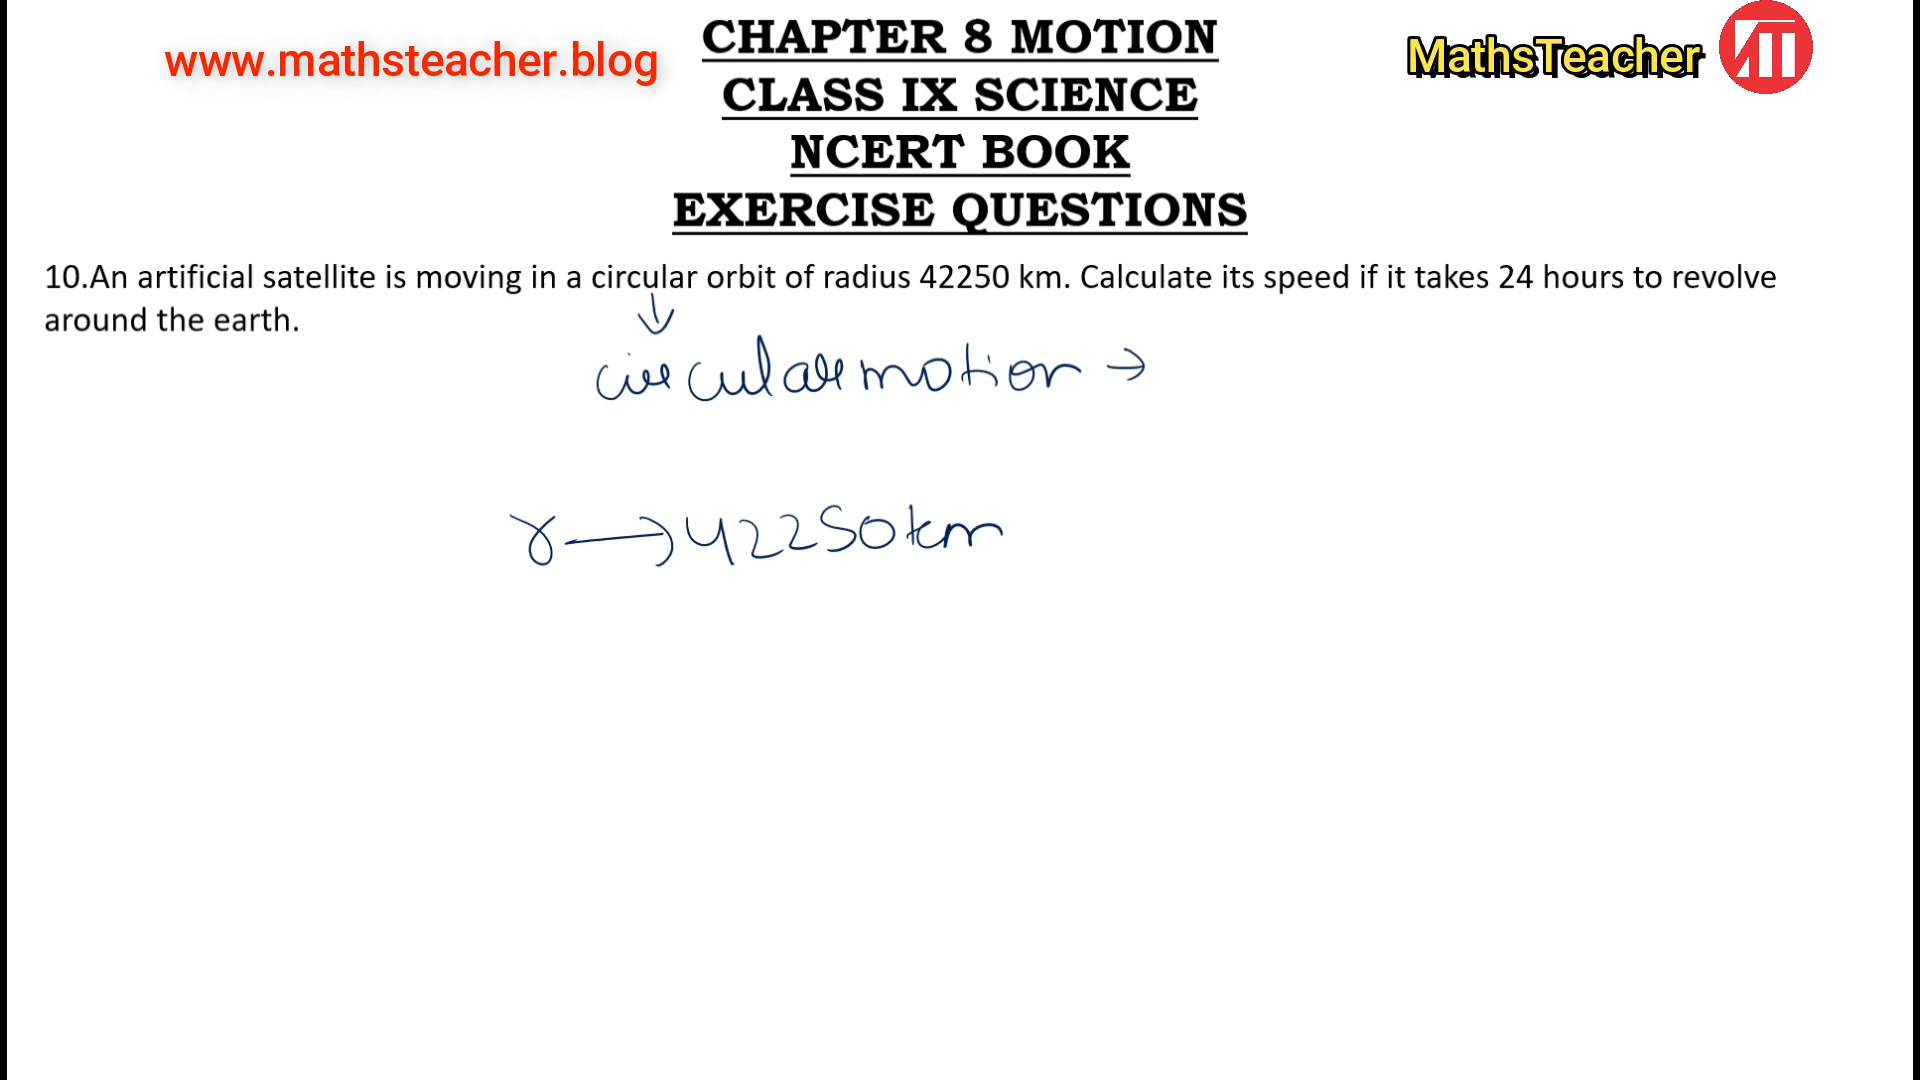 www.mathsteacher.blog
CHAPTER 8 MOTION
MathsTeacher
CLASS IX SCIENCE
NCERT BOOK
EXERCISE QUESTIONS
10.An artificial satellite is moving in a circular orbit of radius 42250 km. Calculate its speed if it takes 24 hours to revolve
around the earth.
↓
circular motion →
r → 42250 km